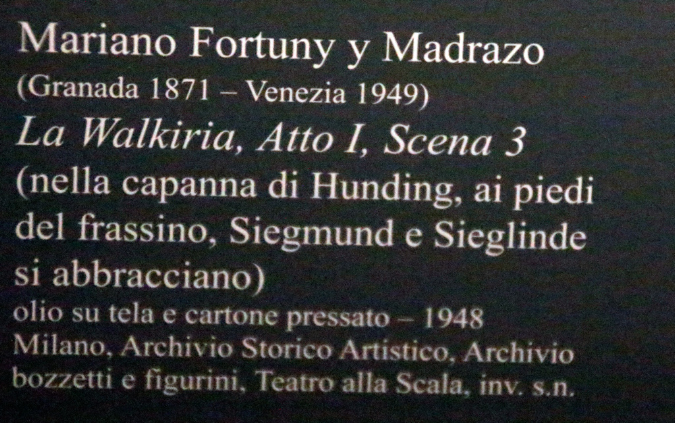 Mariano Fortuny y Madrazo
(Granada 1871 – Venezia 1949)
La Walkiria, Atto I, Scena 3
(nella capanna di Hunding, ai piedi
del frassino, Siegmund e Sieglinde
si abbracciano)
olio su tela e cartone pressato – 1948
Milano, Archivio Storico Artistico, Archivio
bozzetti e figurini, Teatro alla Scala, inv. s.n.